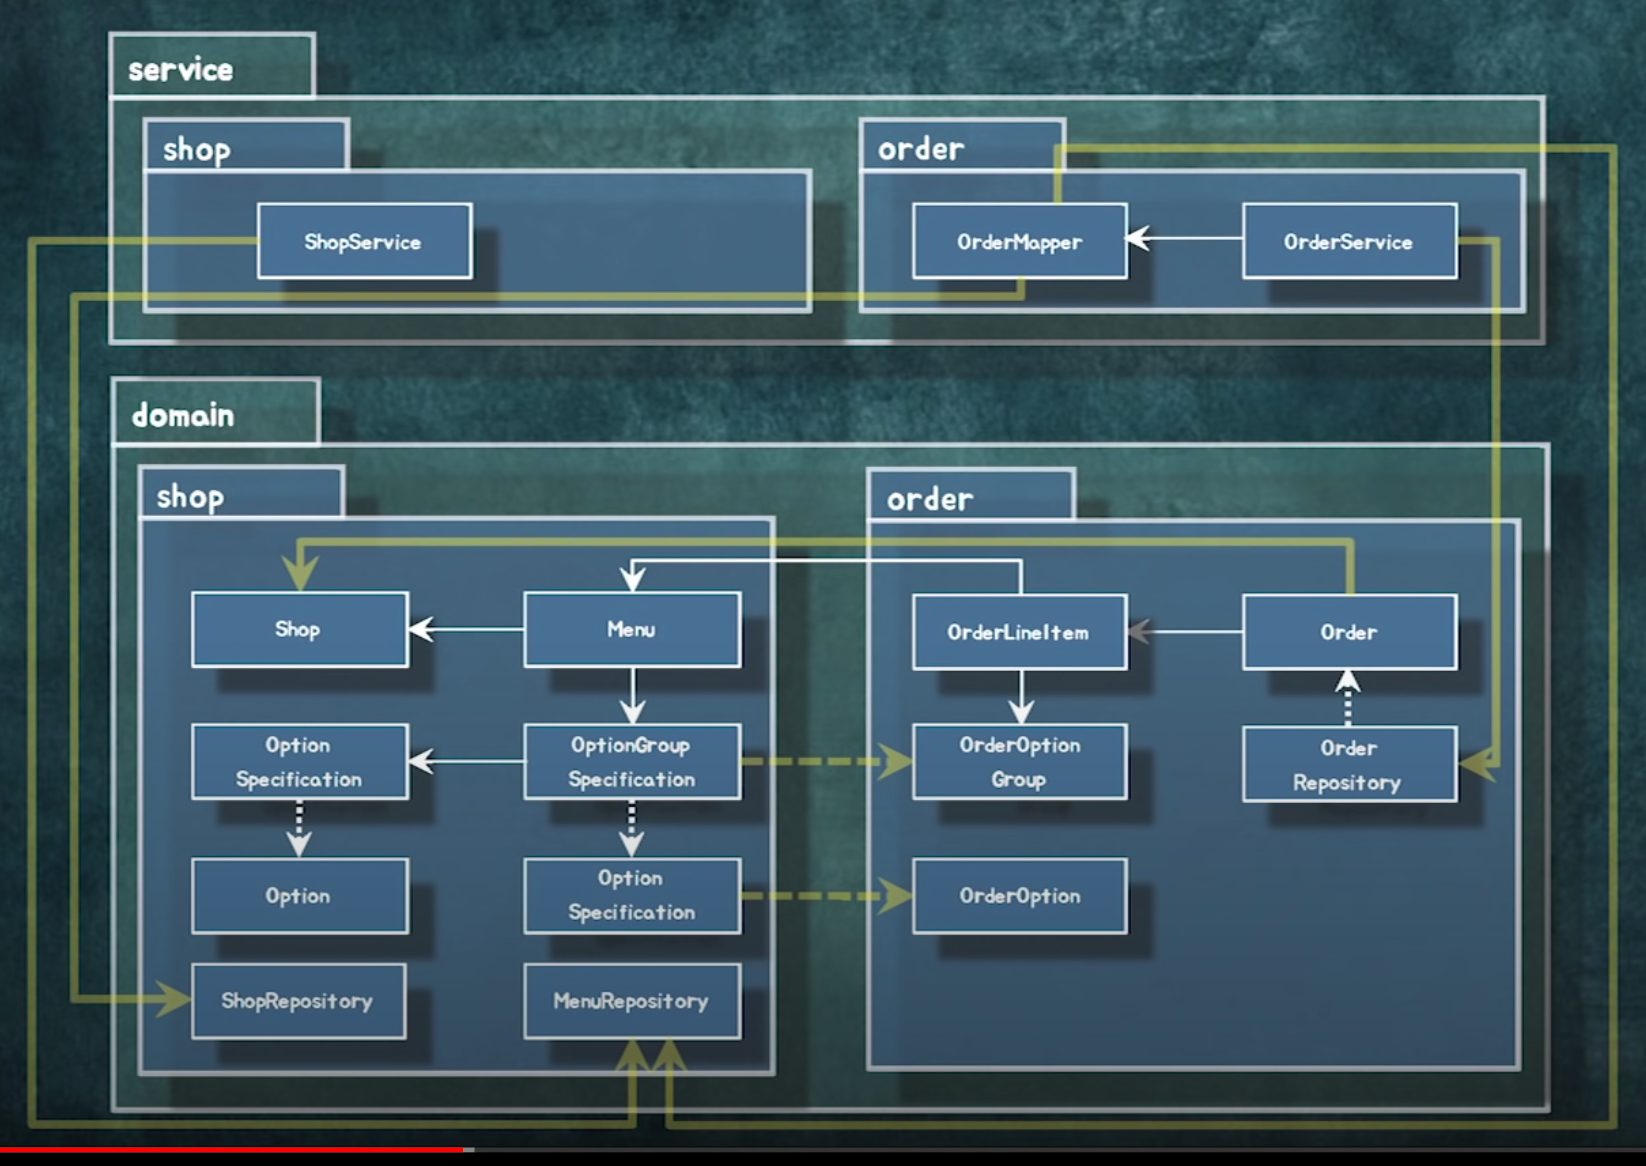 service
shop
order
ShopService
OrderMapper
OrderService
domain
shop
order
Shop
Menu
OrderLineItem
Order
Option
Specification
OptionGroup
Specification
OrderOption
Group
Order
Repository
Option
Option
Specification
OrderOption
ShopRepository
MenuRepository